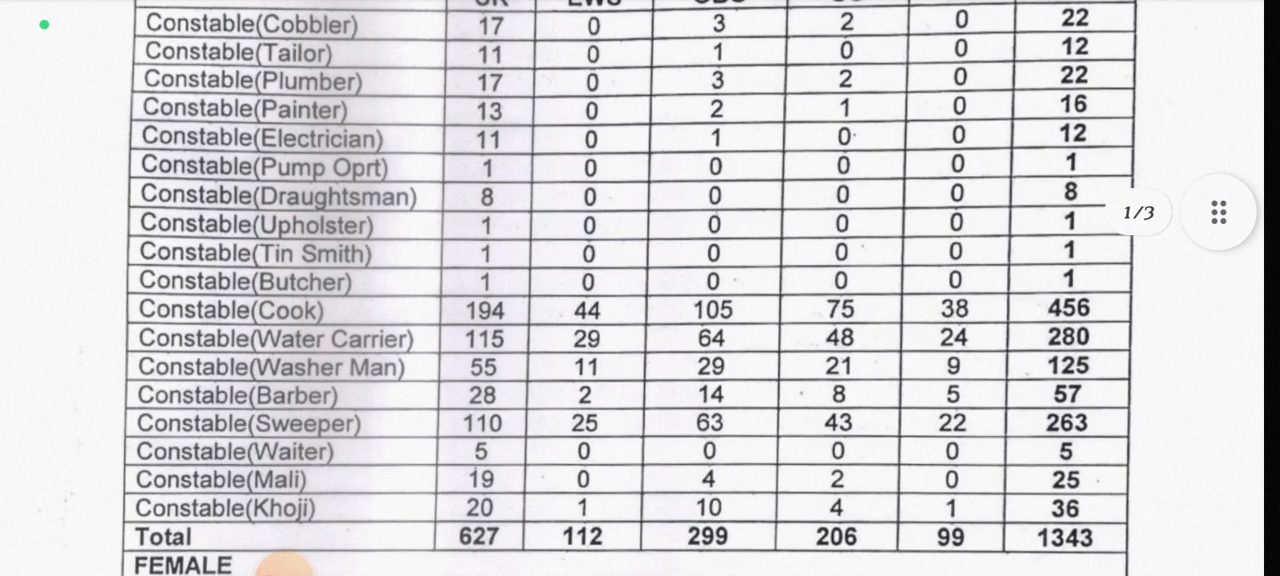 UR EWS OBC SC
Constable(Cobbler) 17 0 3 2 0 22
Constable(Tailor) 11 0 1 0 0 12
Constable(Plumber) 17 0 3 2 0 22
Constable(Painter) 13 0 2 1 0 16
Constable(Electrician) 11 0 1 0 0 12
Constable(Pump Oprt) 1 0 0 0 0 1
Constable(Draughtsman) 8 0 0 0 0 8
1/3
Constable(Upholster) 1 0 0 0 0 1
Constable(Tin Smith) 1 0 0 0 0 1
Constable(Butcher) 1 0 0 0 0 1
Constable(Cook) 194 44 105 75 38 456
Constable(Water Carrier) 115 29 64 48 24 280
Constable(Washer Man) 55 11 29 21 9 125
Constable(Barber) 28 2 14 8 5 57
Constable(Sweeper) 110 25 63 43 22 263
Constable(Waiter) 5 0 0 0 0 5
Constable(Mali) 19 0 4 2 0 25
Constable(Khoji) 20 1 10 4 1 36
Total 627 112 299 206 99 1343
FEMALE